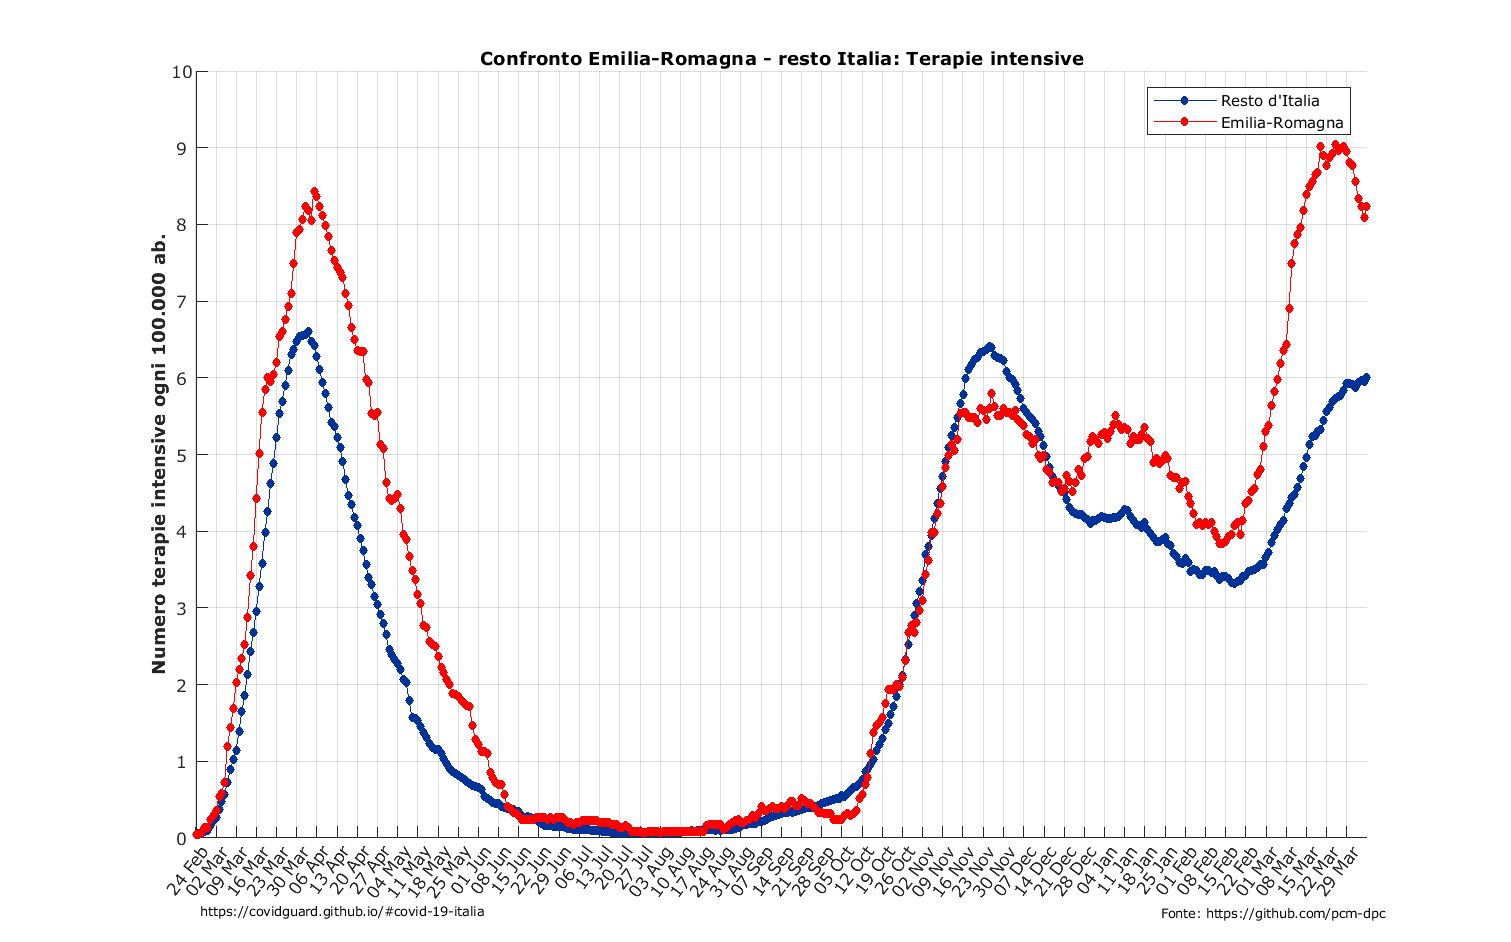 Confronto Emilia-Romagna - resto Italia: Terapie intensive
Resto d'Italia
Emilia-Romagna
Numero terapie intensive ogni 100.000 ab.
10
9
8
7
6
5
4
3
2
1
0
24 Feb
02 Mar
09 Mar
16 Mar
23 Mar
30 Mar
06 Apr
13 Apr
20 Apr
27 Apr
04 May
11 May
18 May
25 May
01 Jun
08 Jun
15 Jun
22 Jun
29 Jun
06 Jul
13 Jul
20 Jul
27 Jul
03 Aug
10 Aug
17 Aug
24 Aug
31 Aug
07 Sep
14 Sep
21 Sep
28 Sep
05 Oct
12 Oct
19 Oct
26 Oct
02 Nov
09 Nov
16 Nov
23 Nov
30 Nov
07 Dec
14 Dec
21 Dec
28 Dec
04 Jan
11 Jan
18 Jan
25 Jan
01 Feb
08 Feb
15 Feb
22 Feb
01 Mar
08 Mar
15 Mar
22 Mar
29 Mar
https://covidguard.github.io/#covid-19-italia
Fonte: https://github.com/pcm-dpc